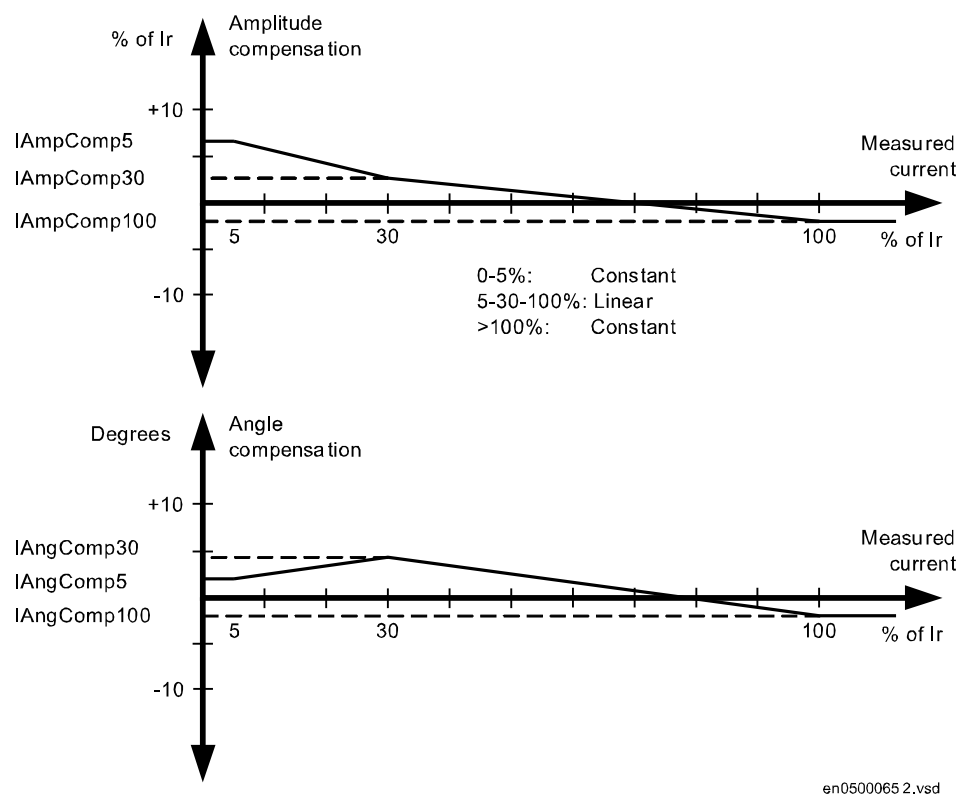 % of Ir
Amplitude
compensation
+10
IAmpComp5
Measured
current
IAmpComp30
IAmpComp100
5
30
100
% of Ir
0-5%: Constant
5-30-100%: Linear
>100%: Constant
-10
Degrees
Angle
compensation
+10
IAngComp30
Measured
current
IAngComp5
IAngComp100
5
30
100
% of Ir
-10
en05000652.vsd